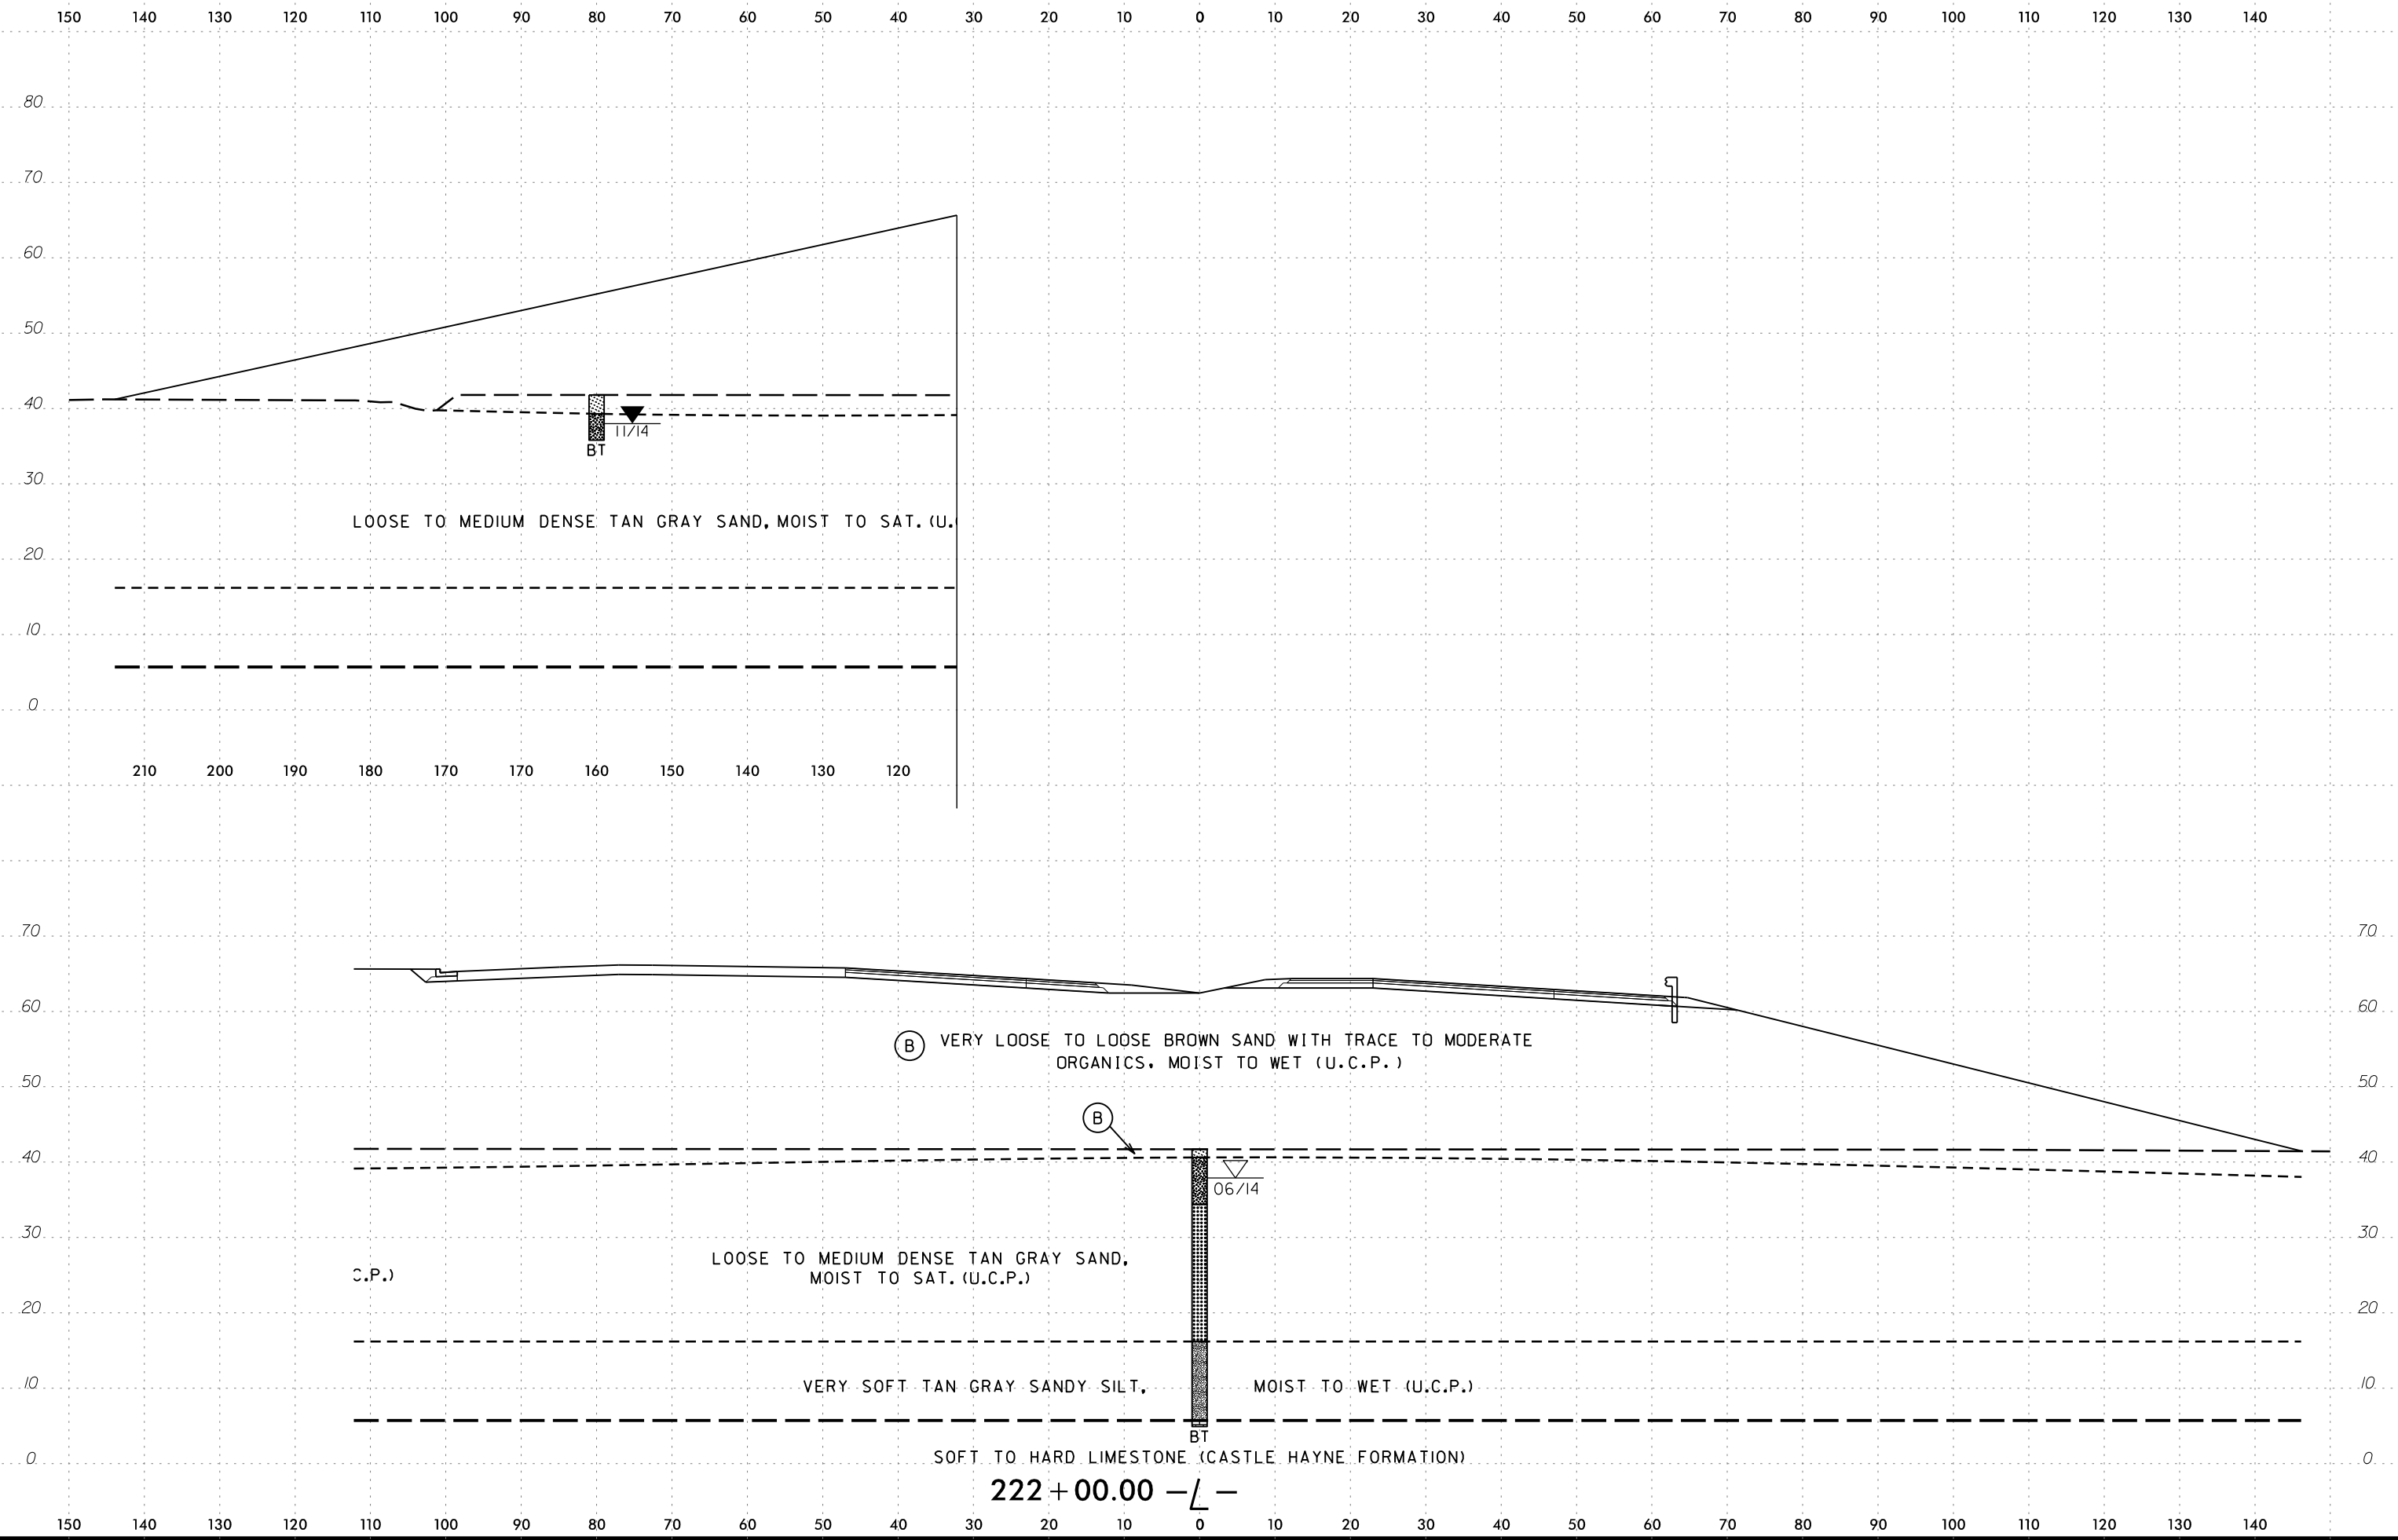 150 140 130 120 110 100 90 80 70 60 50 40 30 20 10 0 10 20 30 40 50 60 70 80 90 100 110 120 130 140
80
70
60
50
40
11/14
BT
30
LOOSE TO MEDIUM DENSE TAN GRAY SAND, MOIST TO SAT. (U.
20
10
0
210 200 190 180 170 170 160 150 140 130 120
70 70
60 60
B VERY LOOSE TO LOOSE BROWN SAND WITH TRACE TO MODERATE
ORGANICS, MOIST TO WET (U.C.P.)
50 50
B
40 40
06/14
30 30
LOOSE TO MEDIUM DENSE TAN GRAY SAND,
C.P.) MOIST TO SAT. (U.C.P.)
20 20
10 VERY SOFT TAN GRAY SANDY SILT, MOIST TO WET (U.C.P.) 10
BT
0 SOFT TO HARD LIMESTONE (CASTLE HAYNE FORMATION) 0
222+00.00 -L-
150 140 130 120 110 100 90 80 70 60 50 40 30 20 10 0 10 20 30 40 50 60 70 80 90 100 110 120 130 140